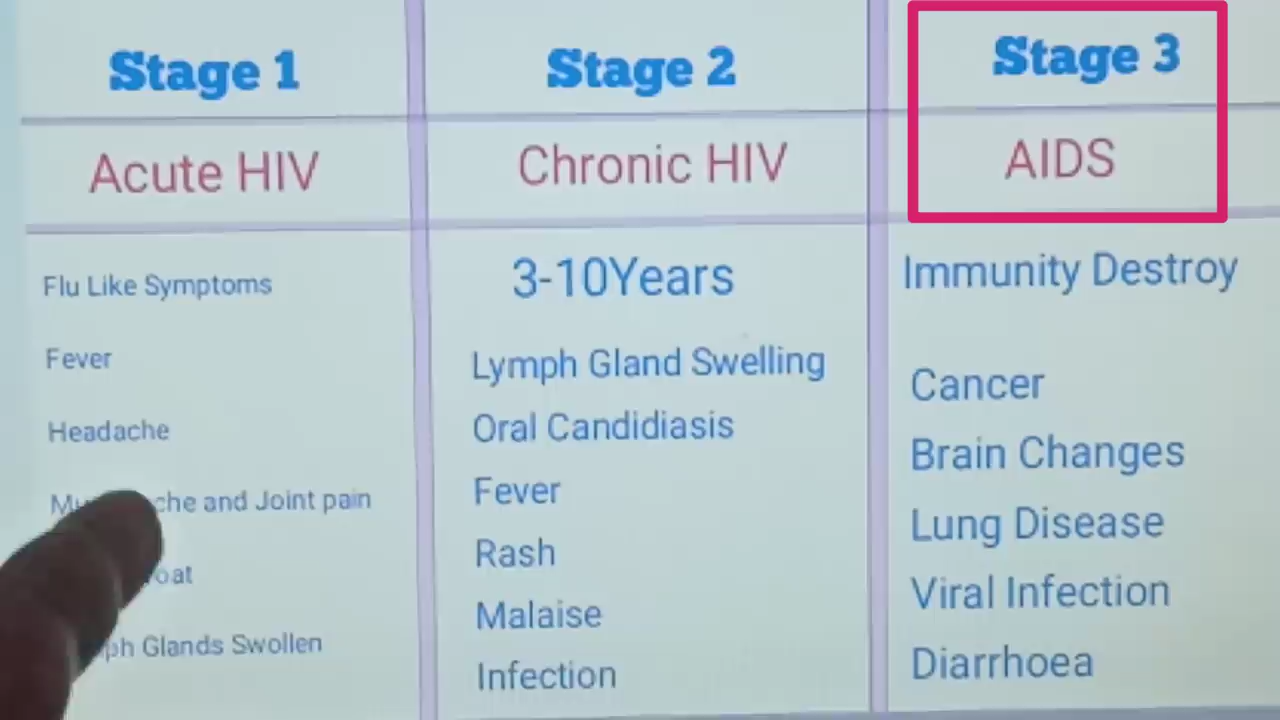 Stage 1
Acute HIV
Flu Like Symptoms
Fever
Headache
and Joint pain
Glands Swollen
Stage 2
Chronic HIV
3-10Years
Lymph Gland Swelling
Oral Candidiasis
Fever
Rash
Malaise
Infection
Stage 3
AIDS
Immunity Destroy
Cancer
Brain Changes
Lung Disease
Viral Infection
Diarrhoea